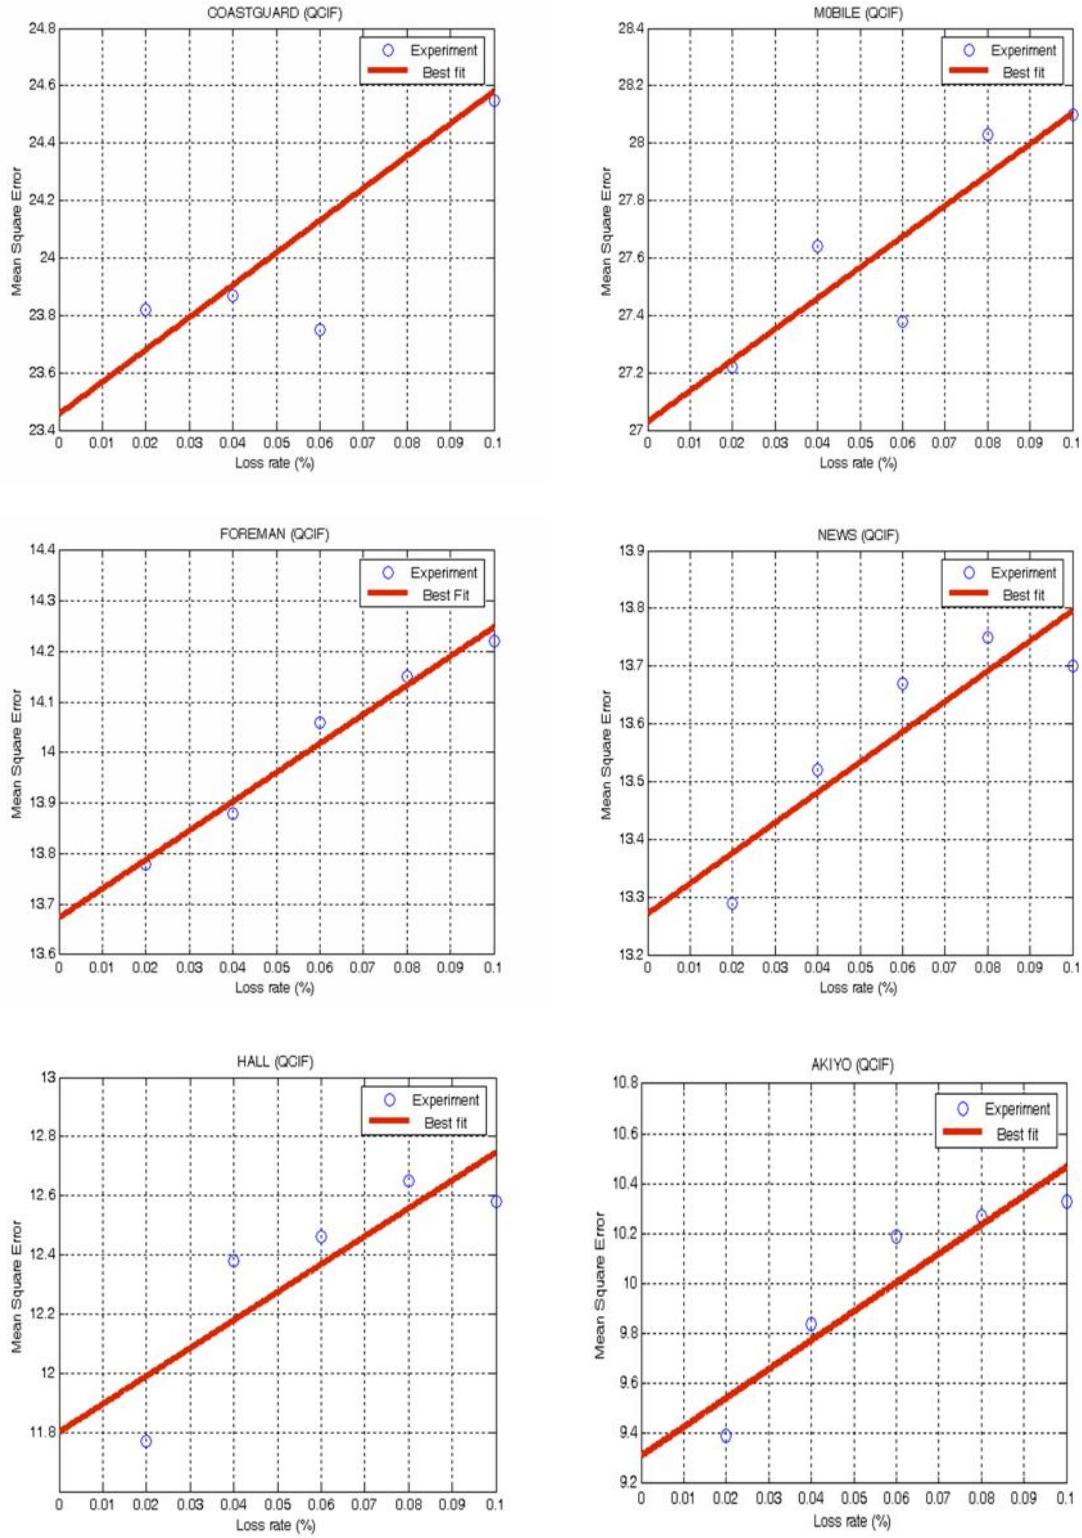 COASTGUARD (QCIF)
24.8
24.6
24.4
24.2
24
23.8
23.6
23.4
Mean Square Error
Experiment
Best fit
0 0.01 0.02 0.03 0.04 0.05 0.06 0.07 0.08 0.09 0.1
Loss rate (%)
M0BILE (QCIF)
28.4
28.2
28
27.8
27.6
27.4
27.2
27
Mean Square Error
Experiment
Best fit
0 0.01 0.02 0.03 0.04 0.05 0.06 0.07 0.08 0.09 0.1
Loss rate (%)
FOREMAN (QCIF)
14.4
14.3
14.2
14.1
14
13.9
13.8
13.7
13.6
Mean Square Error
Experiment
Best Fit
0 0.01 0.02 0.03 0.04 0.05 0.06 0.07 0.08 0.09 0.1
Loss rate (%)
NEWS (QCIF)
13.9
13.8
13.7
13.6
13.5
13.4
13.3
13.2
Mean Square Error
Experiment
Best fit
0 0.01 0.02 0.03 0.04 0.05 0.06 0.07 0.08 0.09 0.1
Loss rate (%)
HALL (QCIF)
13
12.8
12.6
12.4
12.2
12
11.8
Mean Square Error
Experiment
Best fit
0 0.01 0.02 0.03 0.04 0.05 0.06 0.07 0.08 0.09 0.1
Loss rate (%)
AKIYO (QCIF)
10.8
10.6
10.4
10.2
10
9.8
9.6
9.4
9.2
Mean Square Error
Experiment
Best fit
0 0.01 0.02 0.03 0.04 0.05 0.06 0.07 0.08 0.09 0.1
Loss rate (%)